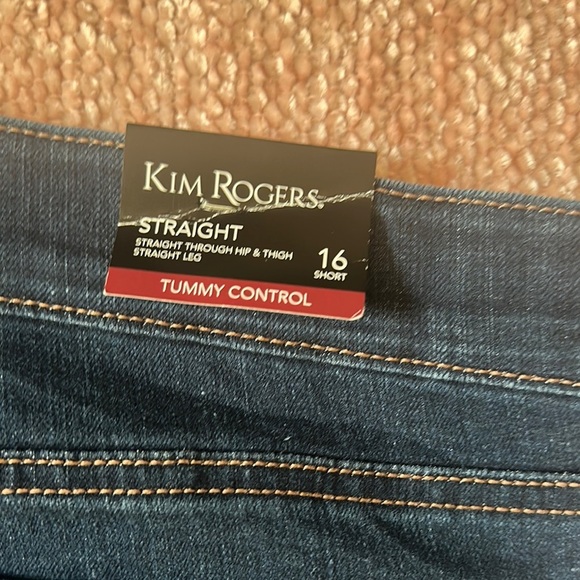 KIM ROGERS®
STRAIGHT
STRAIGHT THROUGH HIP & THIGH
STRAIGHT LEG
16
SHORT
TUMMY CONTROL